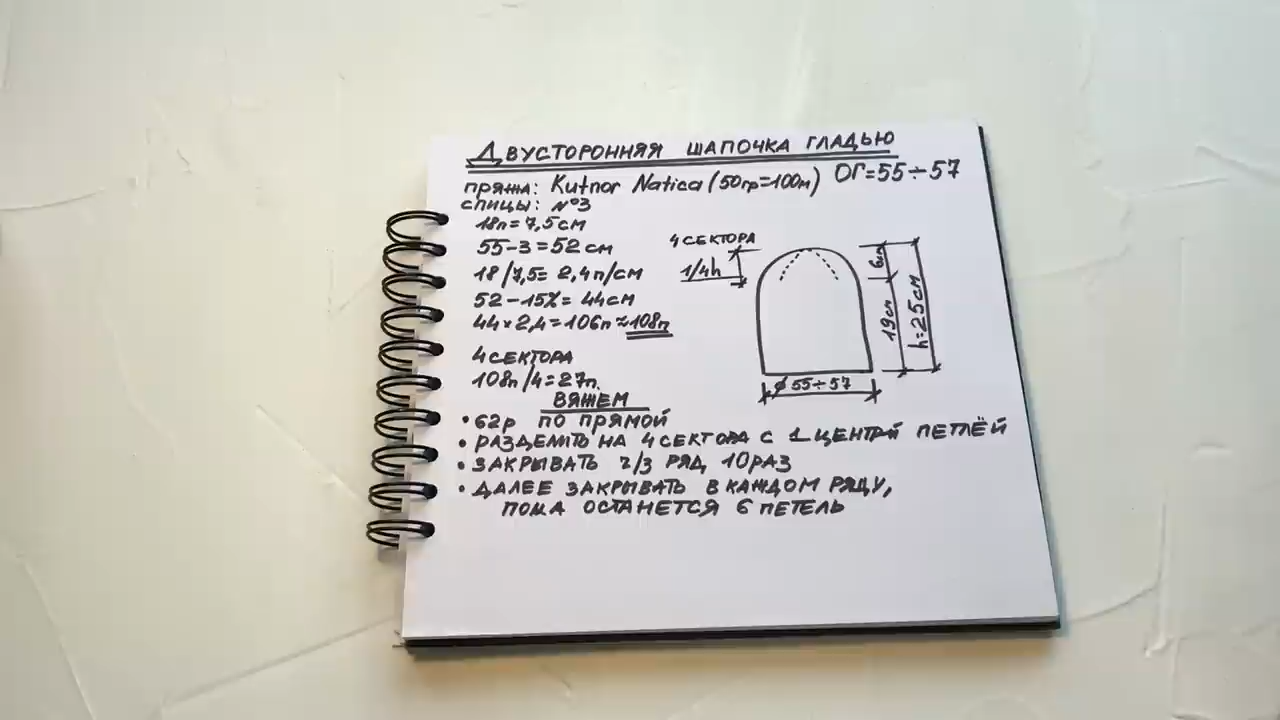 ДВУСТОРОННЯЯ ШАПОЧКА ГЛАДЬЮ
ПРЯЖА: Kutnor Natica (50гр=100м) ОГ=55÷57
СПИЦЫ: №3
18п=7,5см
55-3=52см
18/7,5=2,4п/см
52-15%=44см
44×2,4=106п≈108п
4 СЕКТОРА
108п/4=27п.
4 СЕКТОРА
1/4h
6см
19см
h=25см
ϕ 55÷57
ВЯЖЕМ
• 62р ПО ПРЯМОЙ
• РАЗДЕЛИТЬ НА 4 СЕКТОРА С 1 ЦЕНТР ПЕТЛЁЙ
• ЗАКРЫВАТЬ ч/з РЯД 10 РАЗ
• ДАЛЕЕ ЗАКРЫВАТЬ В КАЖДОМ РЯДУ,
ПОКА ОСТАНЕТСЯ 6 ПЕТЕЛЬ